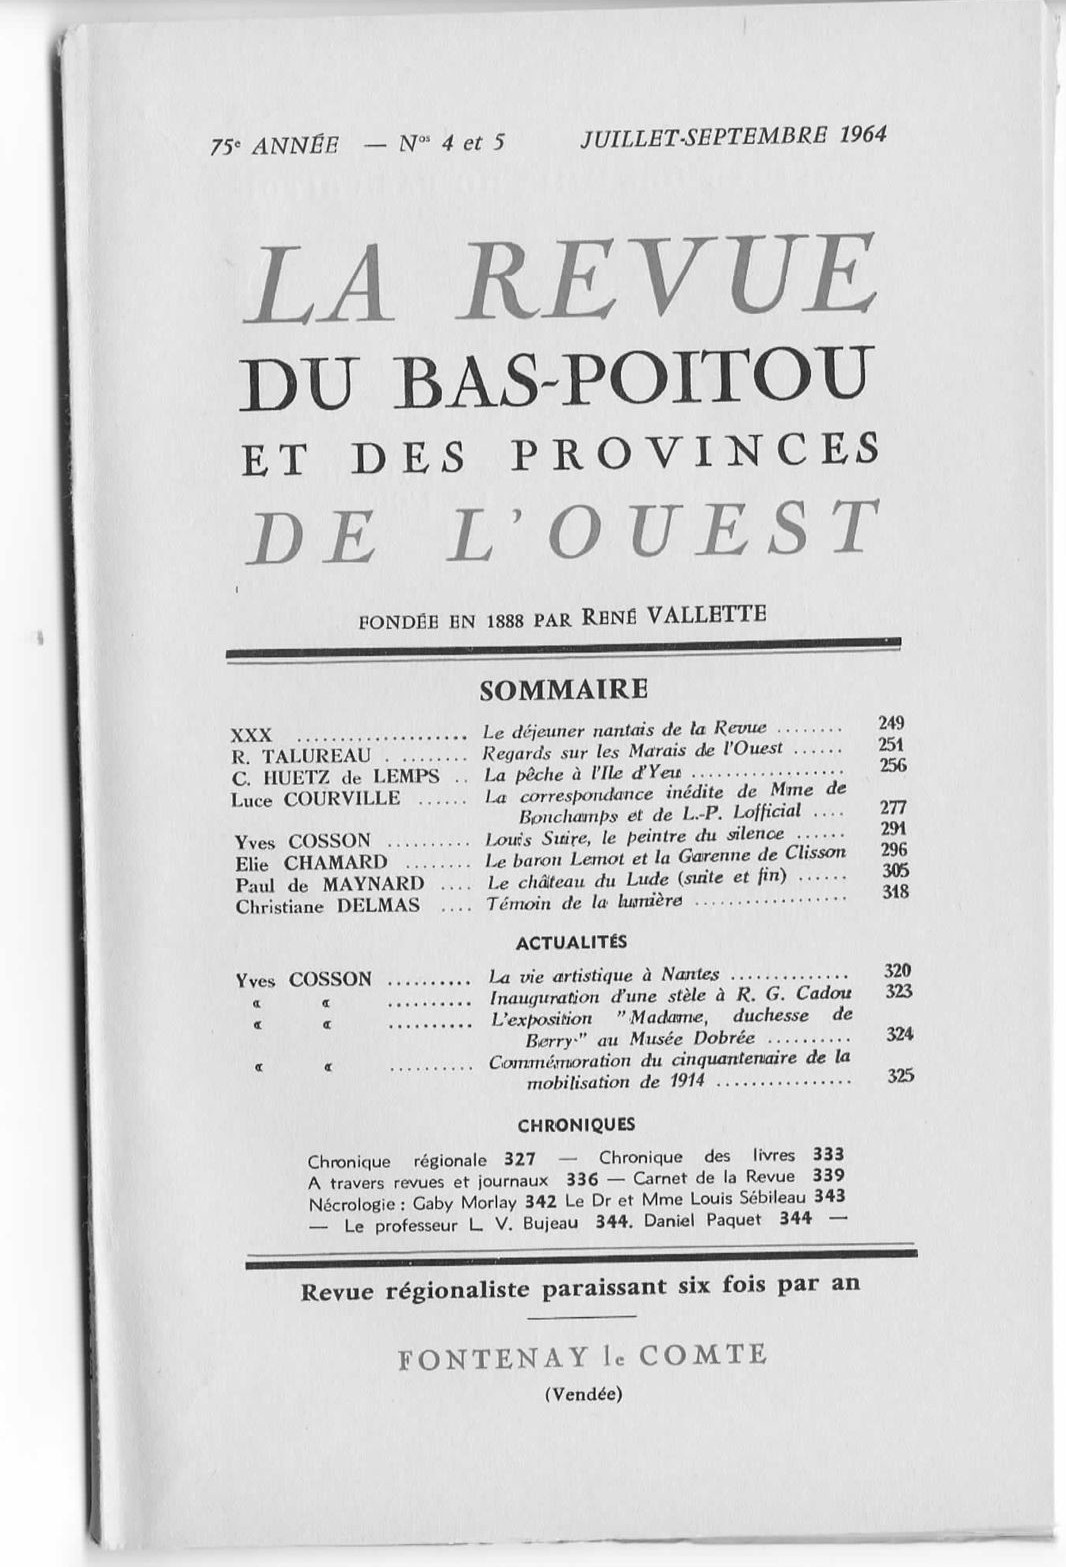 75e ANNÉE — Nos 4 et 5 JUILLET-SEPTEMBRE 1964
LA REVUE
DU BAS-POITOU
ET DES PROVINCES
DE L'OUEST
FONDÉE EN 1888 PAR RENÉ VALLETTE
SOMMAIRE
XXX .................... Le déjeuner nantais de la Revue ........ 249
R. TALUREAU . ........ Regards sur les Marais de l'Ouest ...... 251
C. HUETZ de LEMPS .. La pêche à l'Ile d'Yeu .................. 256
Luce COURVILLE ...... La correspondance inédite de Mme de
Bonchamps et de L.-P. Lofficial .... 277
Yves COSSON .......... Louis Suire, le peintre du silence ...... 291
Elie CHAMARD ........ Le baron Lemot et la Garenne de Clisson 296
Paul de MAYNARD .... Le château du Lude (suite et fin) ...... 305
Christiane DELMAS .... Témoin de la lumière .................. 318
ACTUALITÉS
Yves COSSON .......... La vie artistique à Nantes .............. 320
« « .......... Inauguration d'une stèle à R. G. Cadou 323
« « .......... L'exposition "Madame, duchesse de
Berry" au Musée Dobrée .......... 324
« « .......... Commémoration du cinquantenaire de la
mobilisation de 1914 ................ 325
CHRONIQUES
Chronique régionale 327 — Chronique des livres 333
A travers revues et journaux 336 — Carnet de la Revue 339
Nécrologie : Gaby Morlay 342 Le Dr et Mme Louis Sébileau 343
— Le professeur L. V. Bujeau 344. Daniel Paquet 344 —
Revue régionaliste paraissant six fois par an
FONTENAY le COMTE
(Vendée)